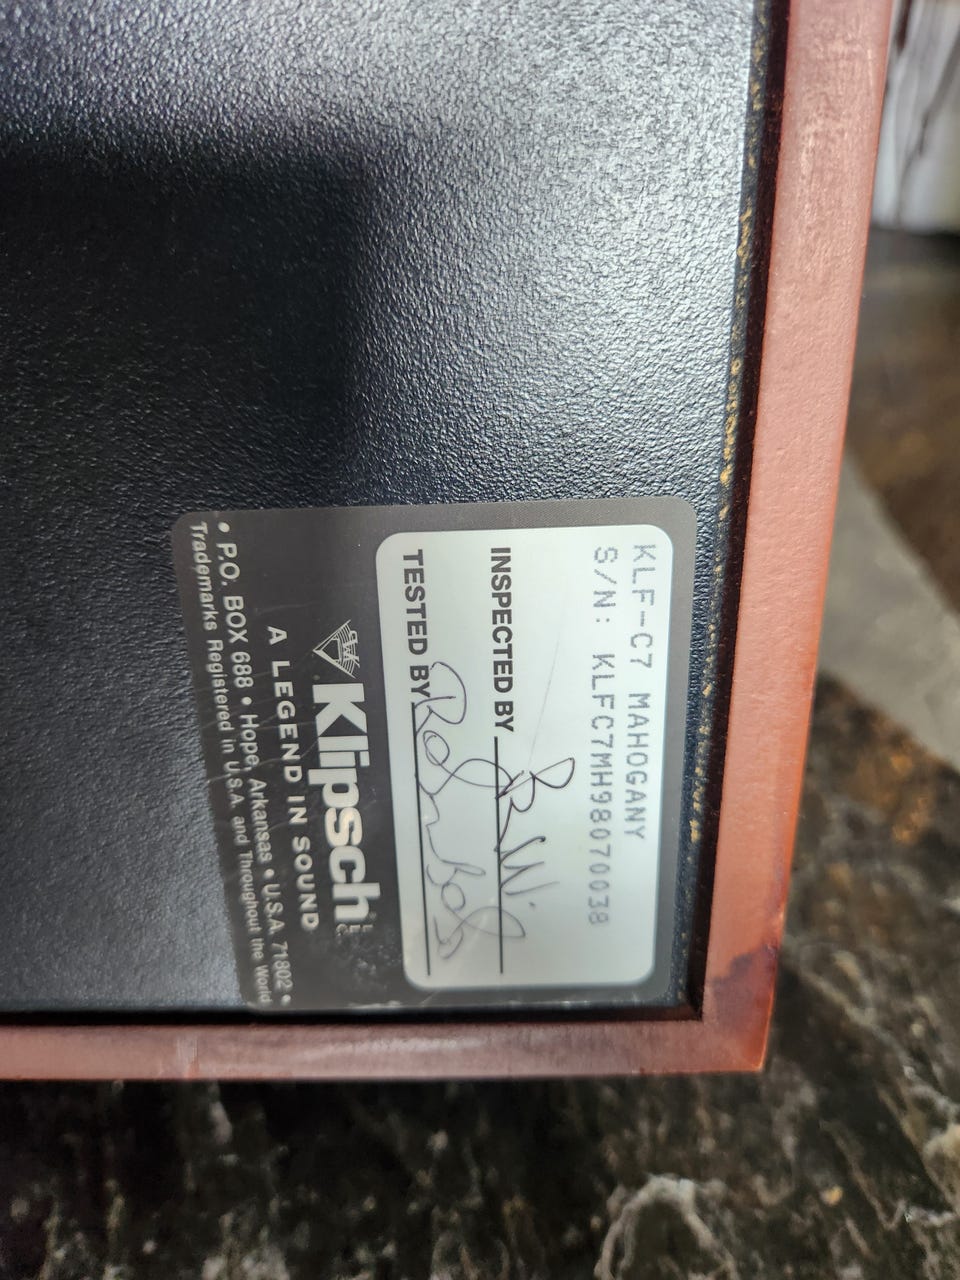 KLF-C7 MAHOGANY
S/N: KLFC7MH98070038
INSPECTED BY
TESTED BY
Klipsch
A LEGEND IN SOUND
• P.O. BOX 688 • Hope, Arkansas • U.S.A. 71802 •
Trademarks Registered in U.S.A. and Throughout the World